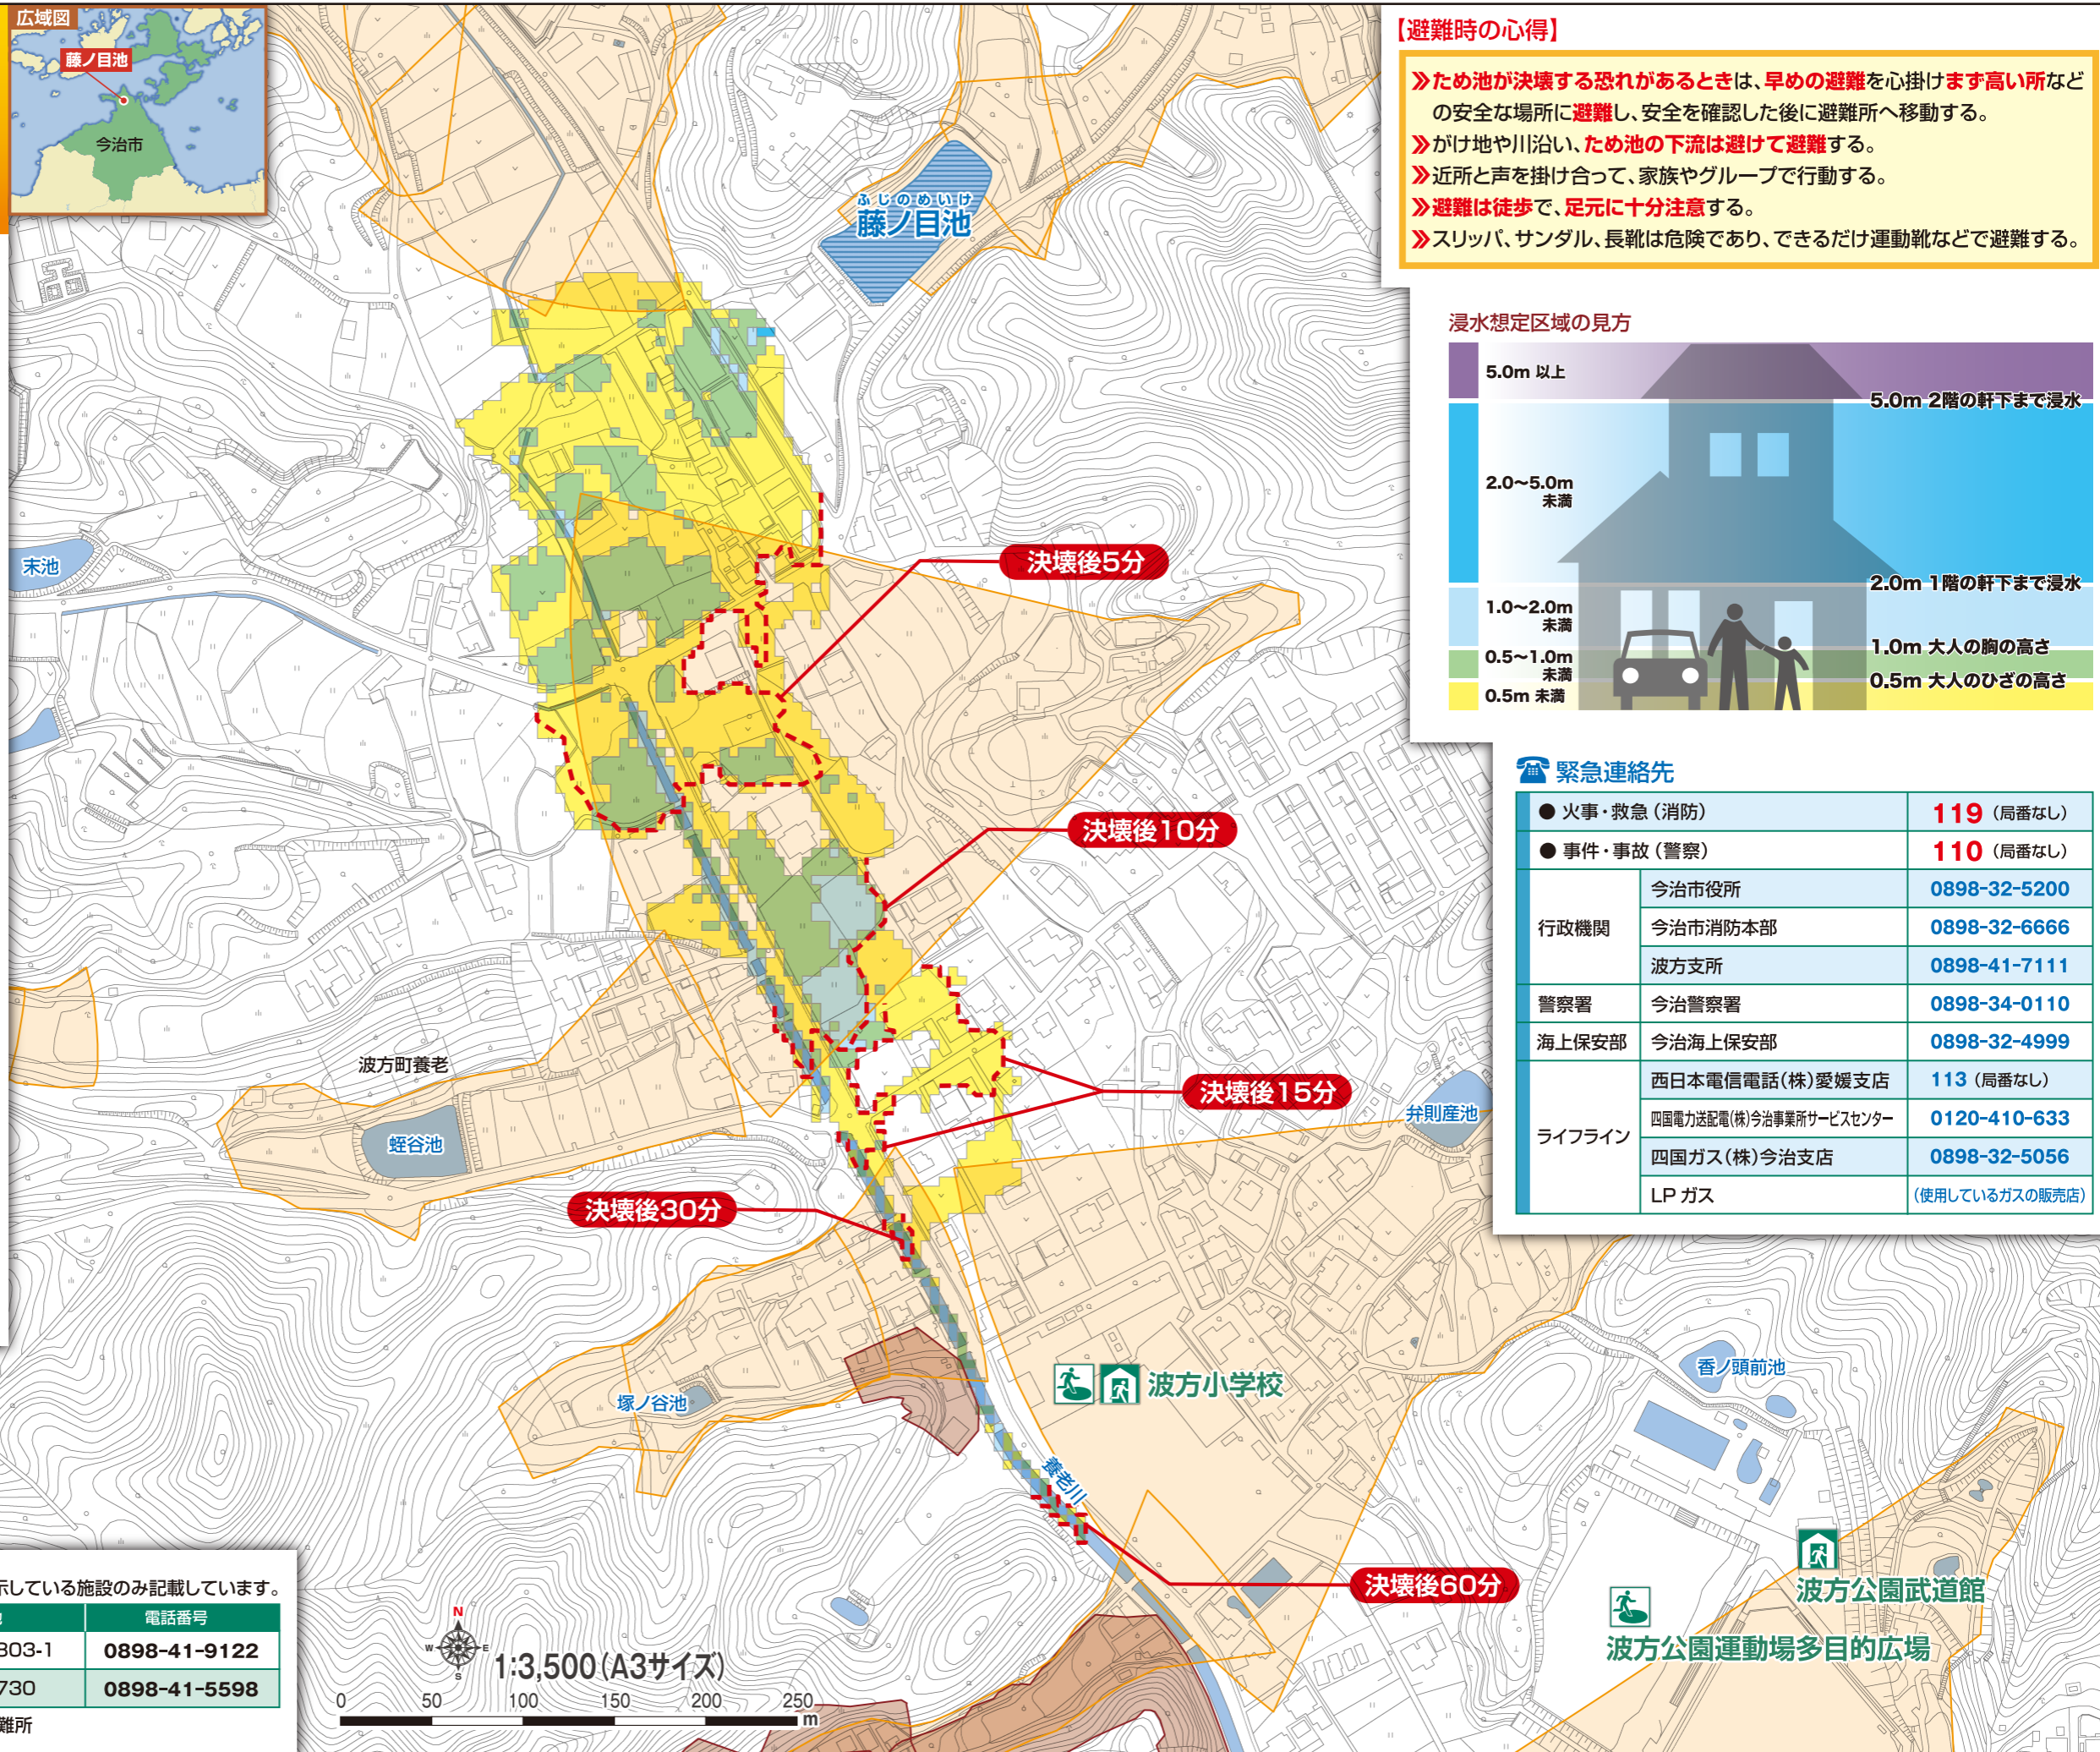 広域図
藤ノ目池
今治市
【避難時の心得】
≫ため池が決壊する恐れがあるときは、早めの避難を心掛けまず高い所など
の安全な場所に避難し、安全を確認した後に避難所へ移動する。
≫がけ地や川沿い、ため池の下流は避けて避難する。
≫近所と声を掛け合って、家族やグループで行動する。
≫避難は徒歩で、足元に十分注意する。
≫スリッパ、サンダル、長靴は危険であり、できるだけ運動靴などで避難する。
ふじのめいけ
藤ノ目池
浸水想定区域の見方
5.0m 以上
5.0m 2階の軒下まで浸水
2.0〜5.0m
未満
2.0m 1階の軒下まで浸水
1.0〜2.0m
未満
1.0m 大人の胸の高さ
0.5〜1.0m
未満
0.5m 大人のひざの高さ
0.5m 未満
末池
決壊後5分
決壊後10分
決壊後15分
決壊後30分
決壊後60分
緊急連絡先
● 火事・救急（消防） 119（局番なし）
● 事件・事故（警察） 110（局番なし）
行政機関
今治市役所 0898-32-5200
今治市消防本部 0898-32-6666
波方支所 0898-41-7111
警察署 今治警察署 0898-34-0110
海上保安部 今治海上保安部 0898-32-4999
ライフライン
西日本電信電話(株)愛媛支店 113（局番なし）
四国電力送配電(株)今治事業所サービスセンター 0120-410-633
四国ガス(株)今治支店 0898-32-5056
LP ガス （使用しているガスの販売店）
波方町養老
蛭谷池
弁則産池
塚ノ谷池
波方小学校
香ノ頭前池
養老川
波方公園武道館
波方公園運動場多目的広場
示している施設のみ記載しています。
電話番号
303-1 0898-41-9122
730 0898-41-5598
難所
N
W E
S
1:3,500（A3サイズ）
0 50 100 150 200 250
m